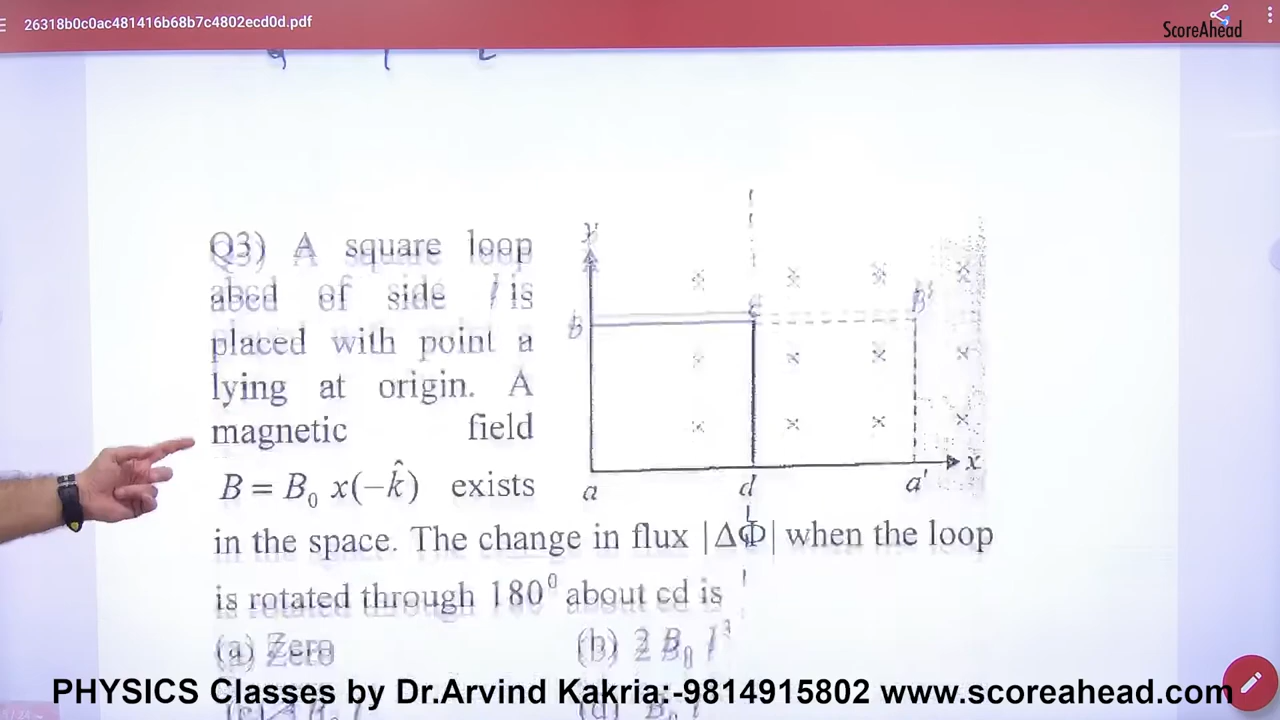 26318b0c0ac481416b68b7c4802ecd0d.pdf
ScoreAhead
Q3) A square loop
abcd of side l is
placed with point a
lying at origin. A
magnetic field
B = B₀ x(-k̂) exists
in the space. The change in flux |ΔΦ| when the loop
is rotated through 180⁰ about cd is
(a) Zero (b) 2 B₀ l³
y
b c B'
a d a' x
PHYSICS Classes by Dr.Arvind Kakria:-9814915802 www.scoreahead.com